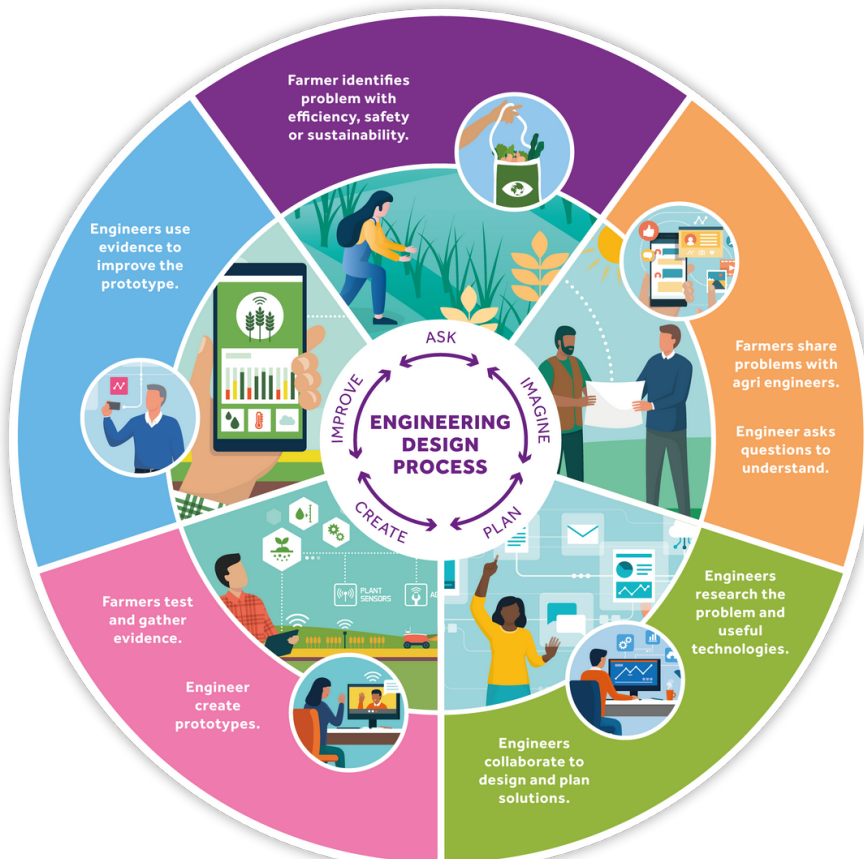 Farmer identifies
problem with
efficiency, safety
or sustainability.
Farmers share
problems with
agri engineers.
Engineer asks
questions to
understand.
Engineers
research the
problem and
useful
technologies.
Engineers
collaborate to
design and plan
solutions.
Farmers test
and gather
evidence.
Engineer
create
prototypes.
Engineers use
evidence to
improve the
prototype.
ASK
IMAGINE
PLAN
CREATE
IMPROVE
ENGINEERING
DESIGN
PROCESS
PLANT
SENSORS